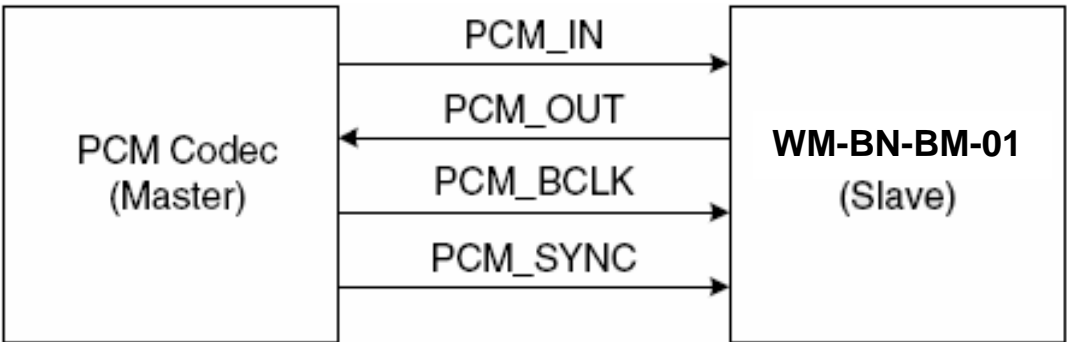 PCM Codec
(Master)
PCM_IN
PCM_OUT
PCM_BCLK
PCM_SYNC
WM-BN-BM-01
(Slave)